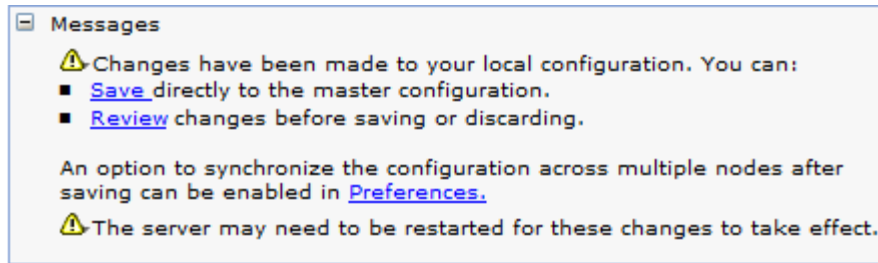 Messages
Changes have been made to your local configuration. You can:
Save directly to the master configuration.
Review changes before saving or discarding.
An option to synchronize the configuration across multiple nodes after
saving can be enabled in Preferences.
The server may need to be restarted for these changes to take effect.